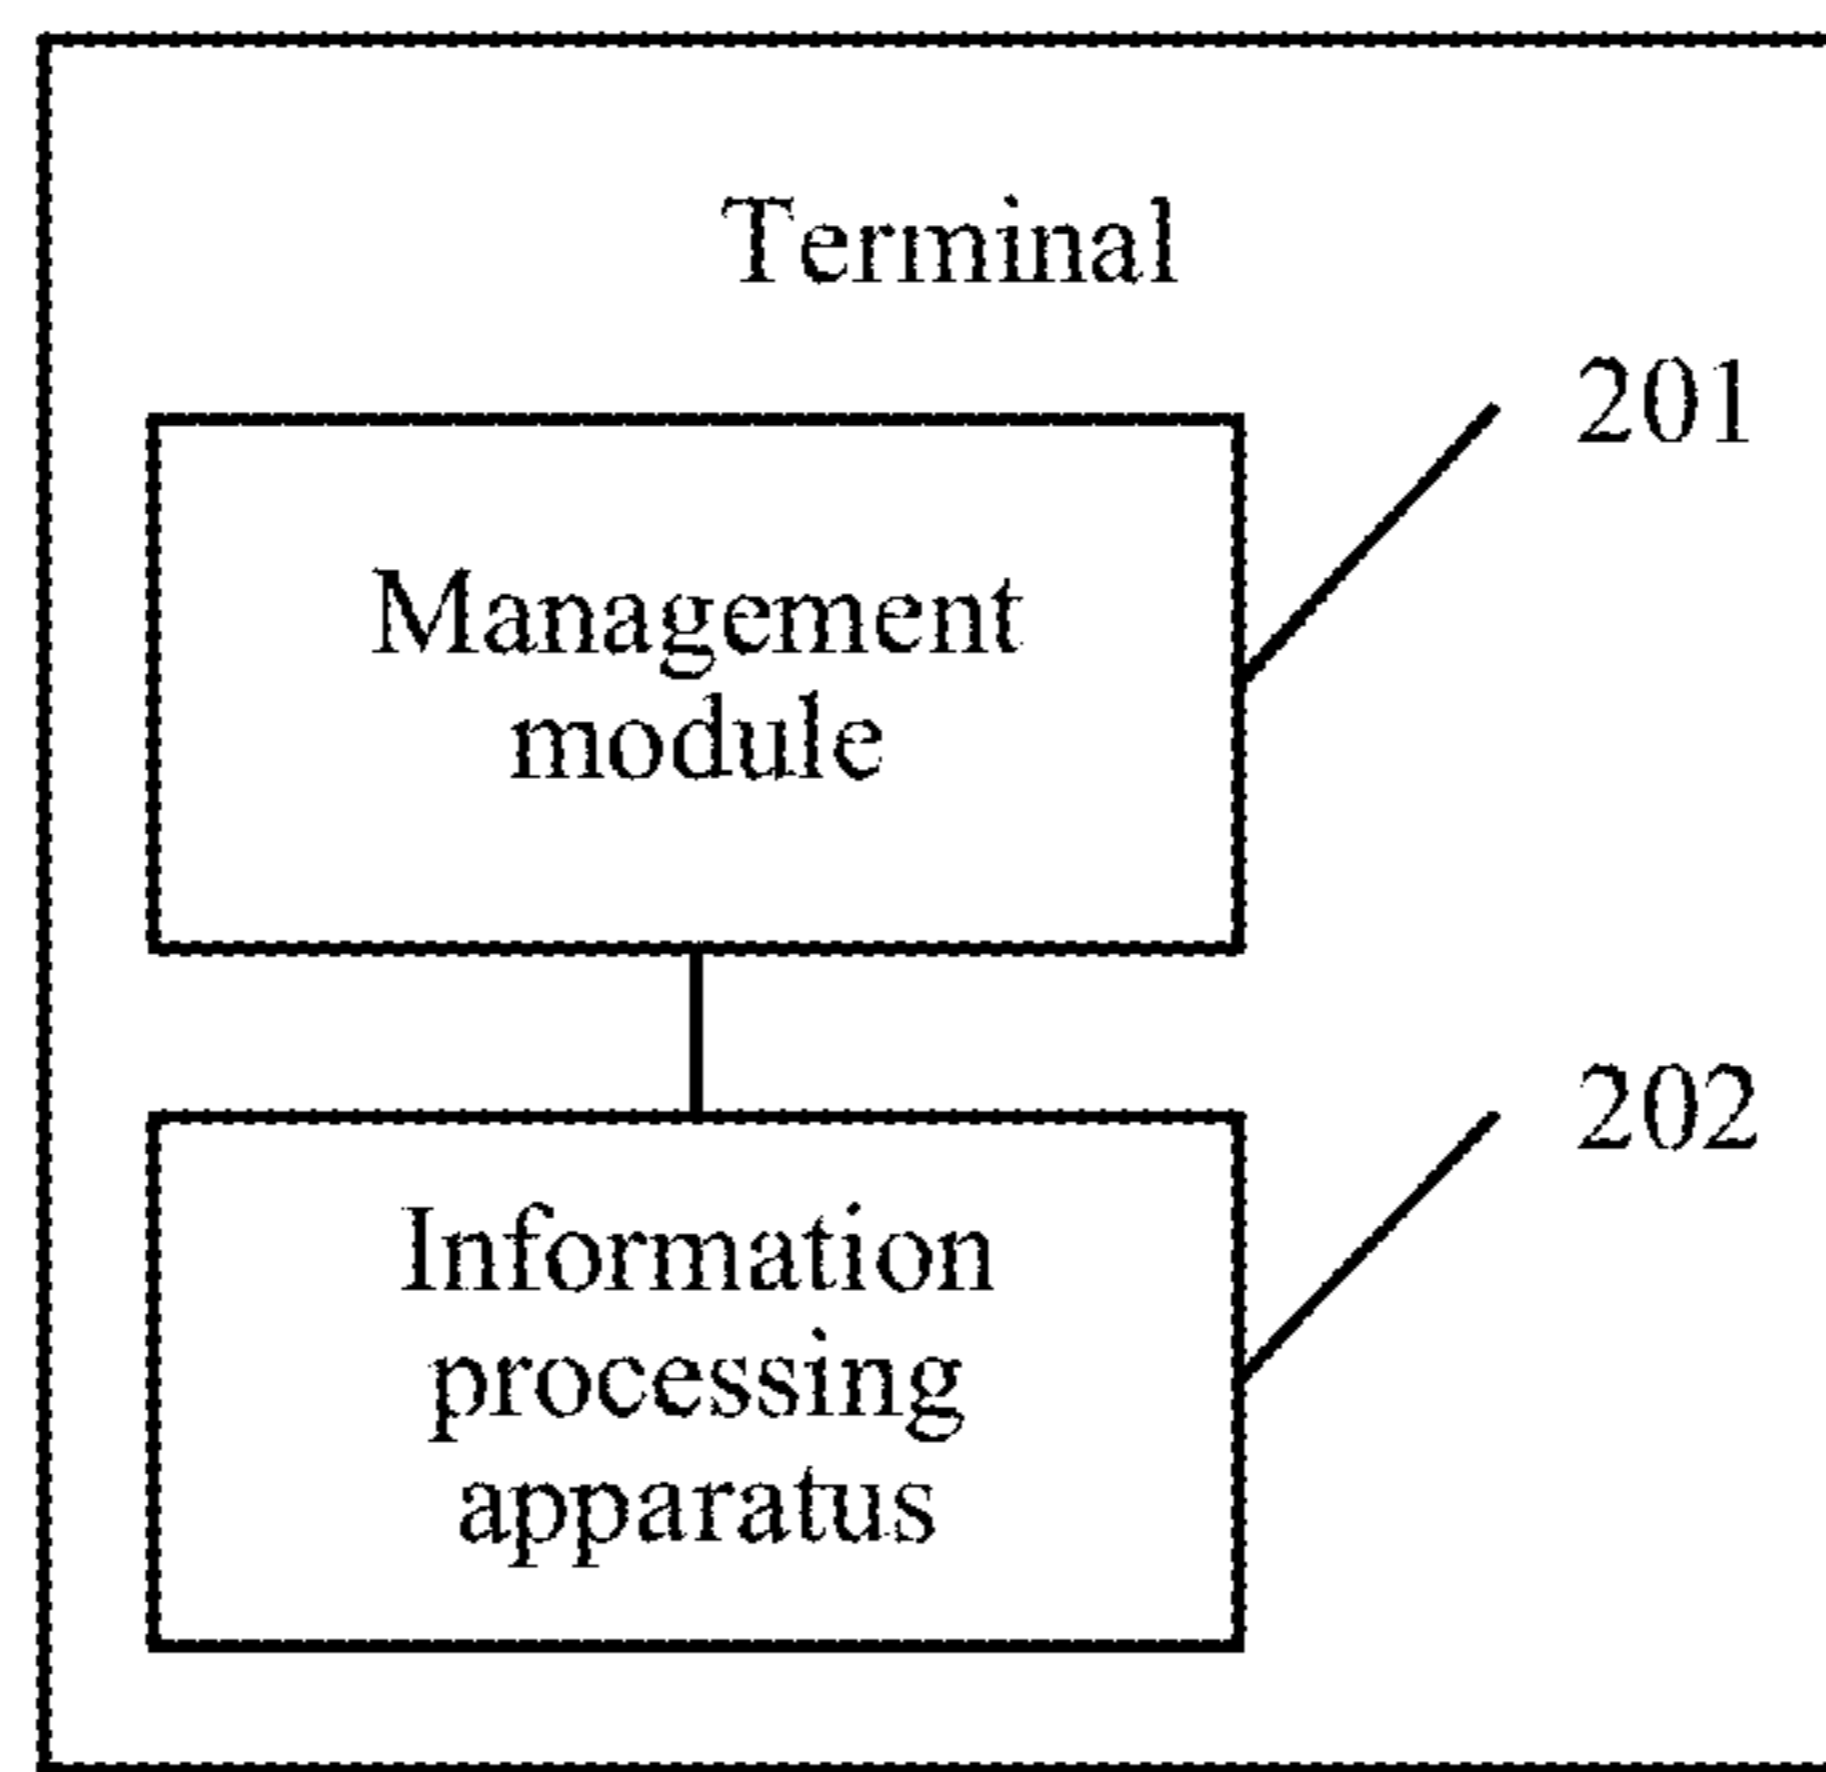 Terminal
201
Management
module
202
Information
processing
apparatus